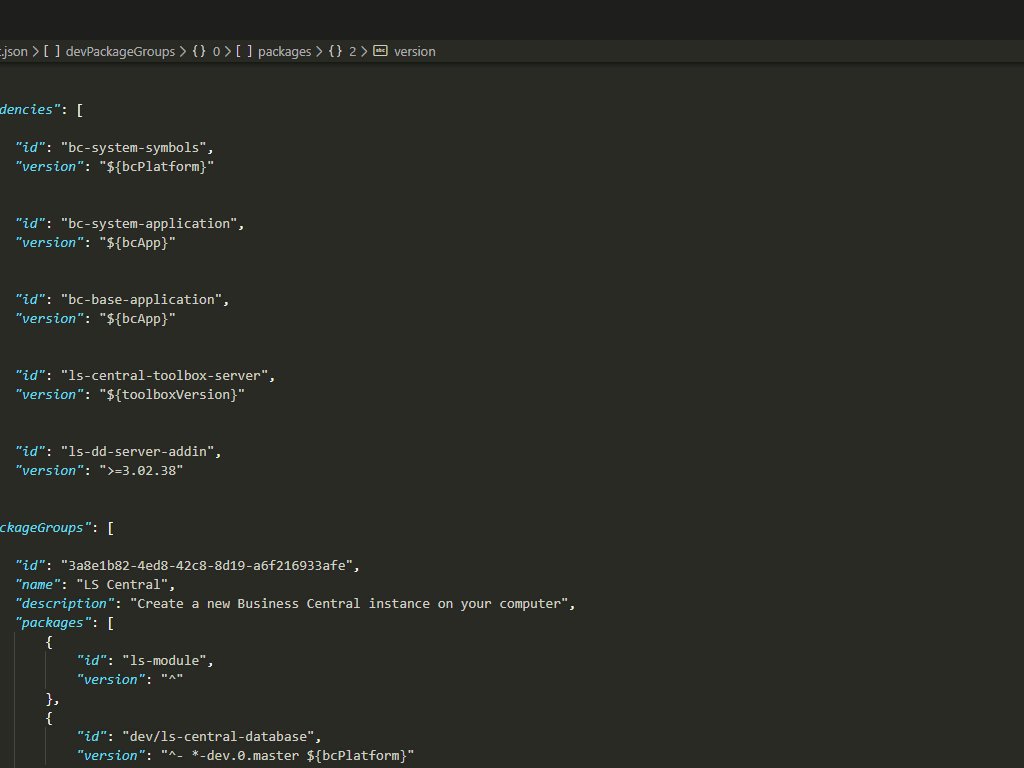 .json > [ ] devPackageGroups > {} 0 > [ ] packages > {} 2 > abc version
dencies": [
"id": "bc-system-symbols",
"version": "${bcPlatform}"
"id": "bc-system-application",
"version": "${bcApp}"
"id": "bc-base-application",
"version": "${bcApp}"
"id": "ls-central-toolbox-server",
"version": "${toolboxVersion}"
"id": "ls-dd-server-addin",
"version": ">=3.02.38"
ckageGroups": [
"id": "3a8e1b82-4ed8-42c8-8d19-a6f216933afe",
"name": "LS Central",
"description": "Create a new Business Central instance on your computer",
"packages": [
{
"id": "ls-module",
"version": "^"
},
{
"id": "dev/ls-central-database",
"version": "^- *-dev.0.master ${bcPlatform}"